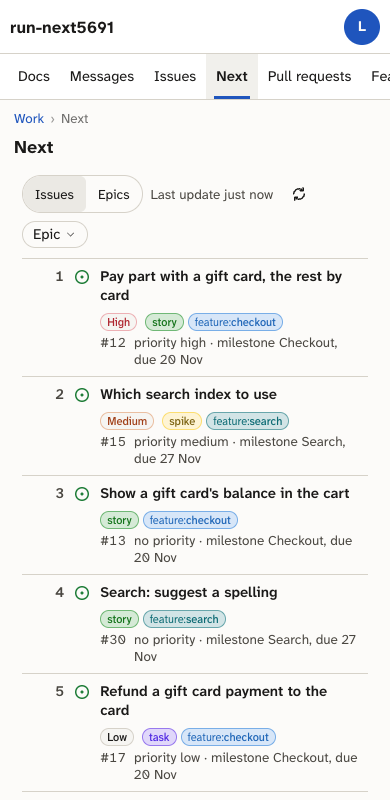 run-next5691
L
Docs Messages Issues Next Pull requests Fea
Work › Next
Next
Issues Epics Last update just now
Epic
1 Pay part with a gift card, the rest by
card
High story feature:checkout
#12 priority high · milestone Checkout,
due 20 Nov
2 Which search index to use
Medium spike feature:search
#15 priority medium · milestone Search,
due 27 Nov
3 Show a gift card's balance in the cart
story feature:checkout
#13 no priority · milestone Checkout, due
20 Nov
4 Search: suggest a spelling
story feature:search
#30 no priority · milestone Search, due 27
Nov
5 Refund a gift card payment to the
card
Low task feature:checkout
#17 priority low · milestone Checkout, due
20 Nov